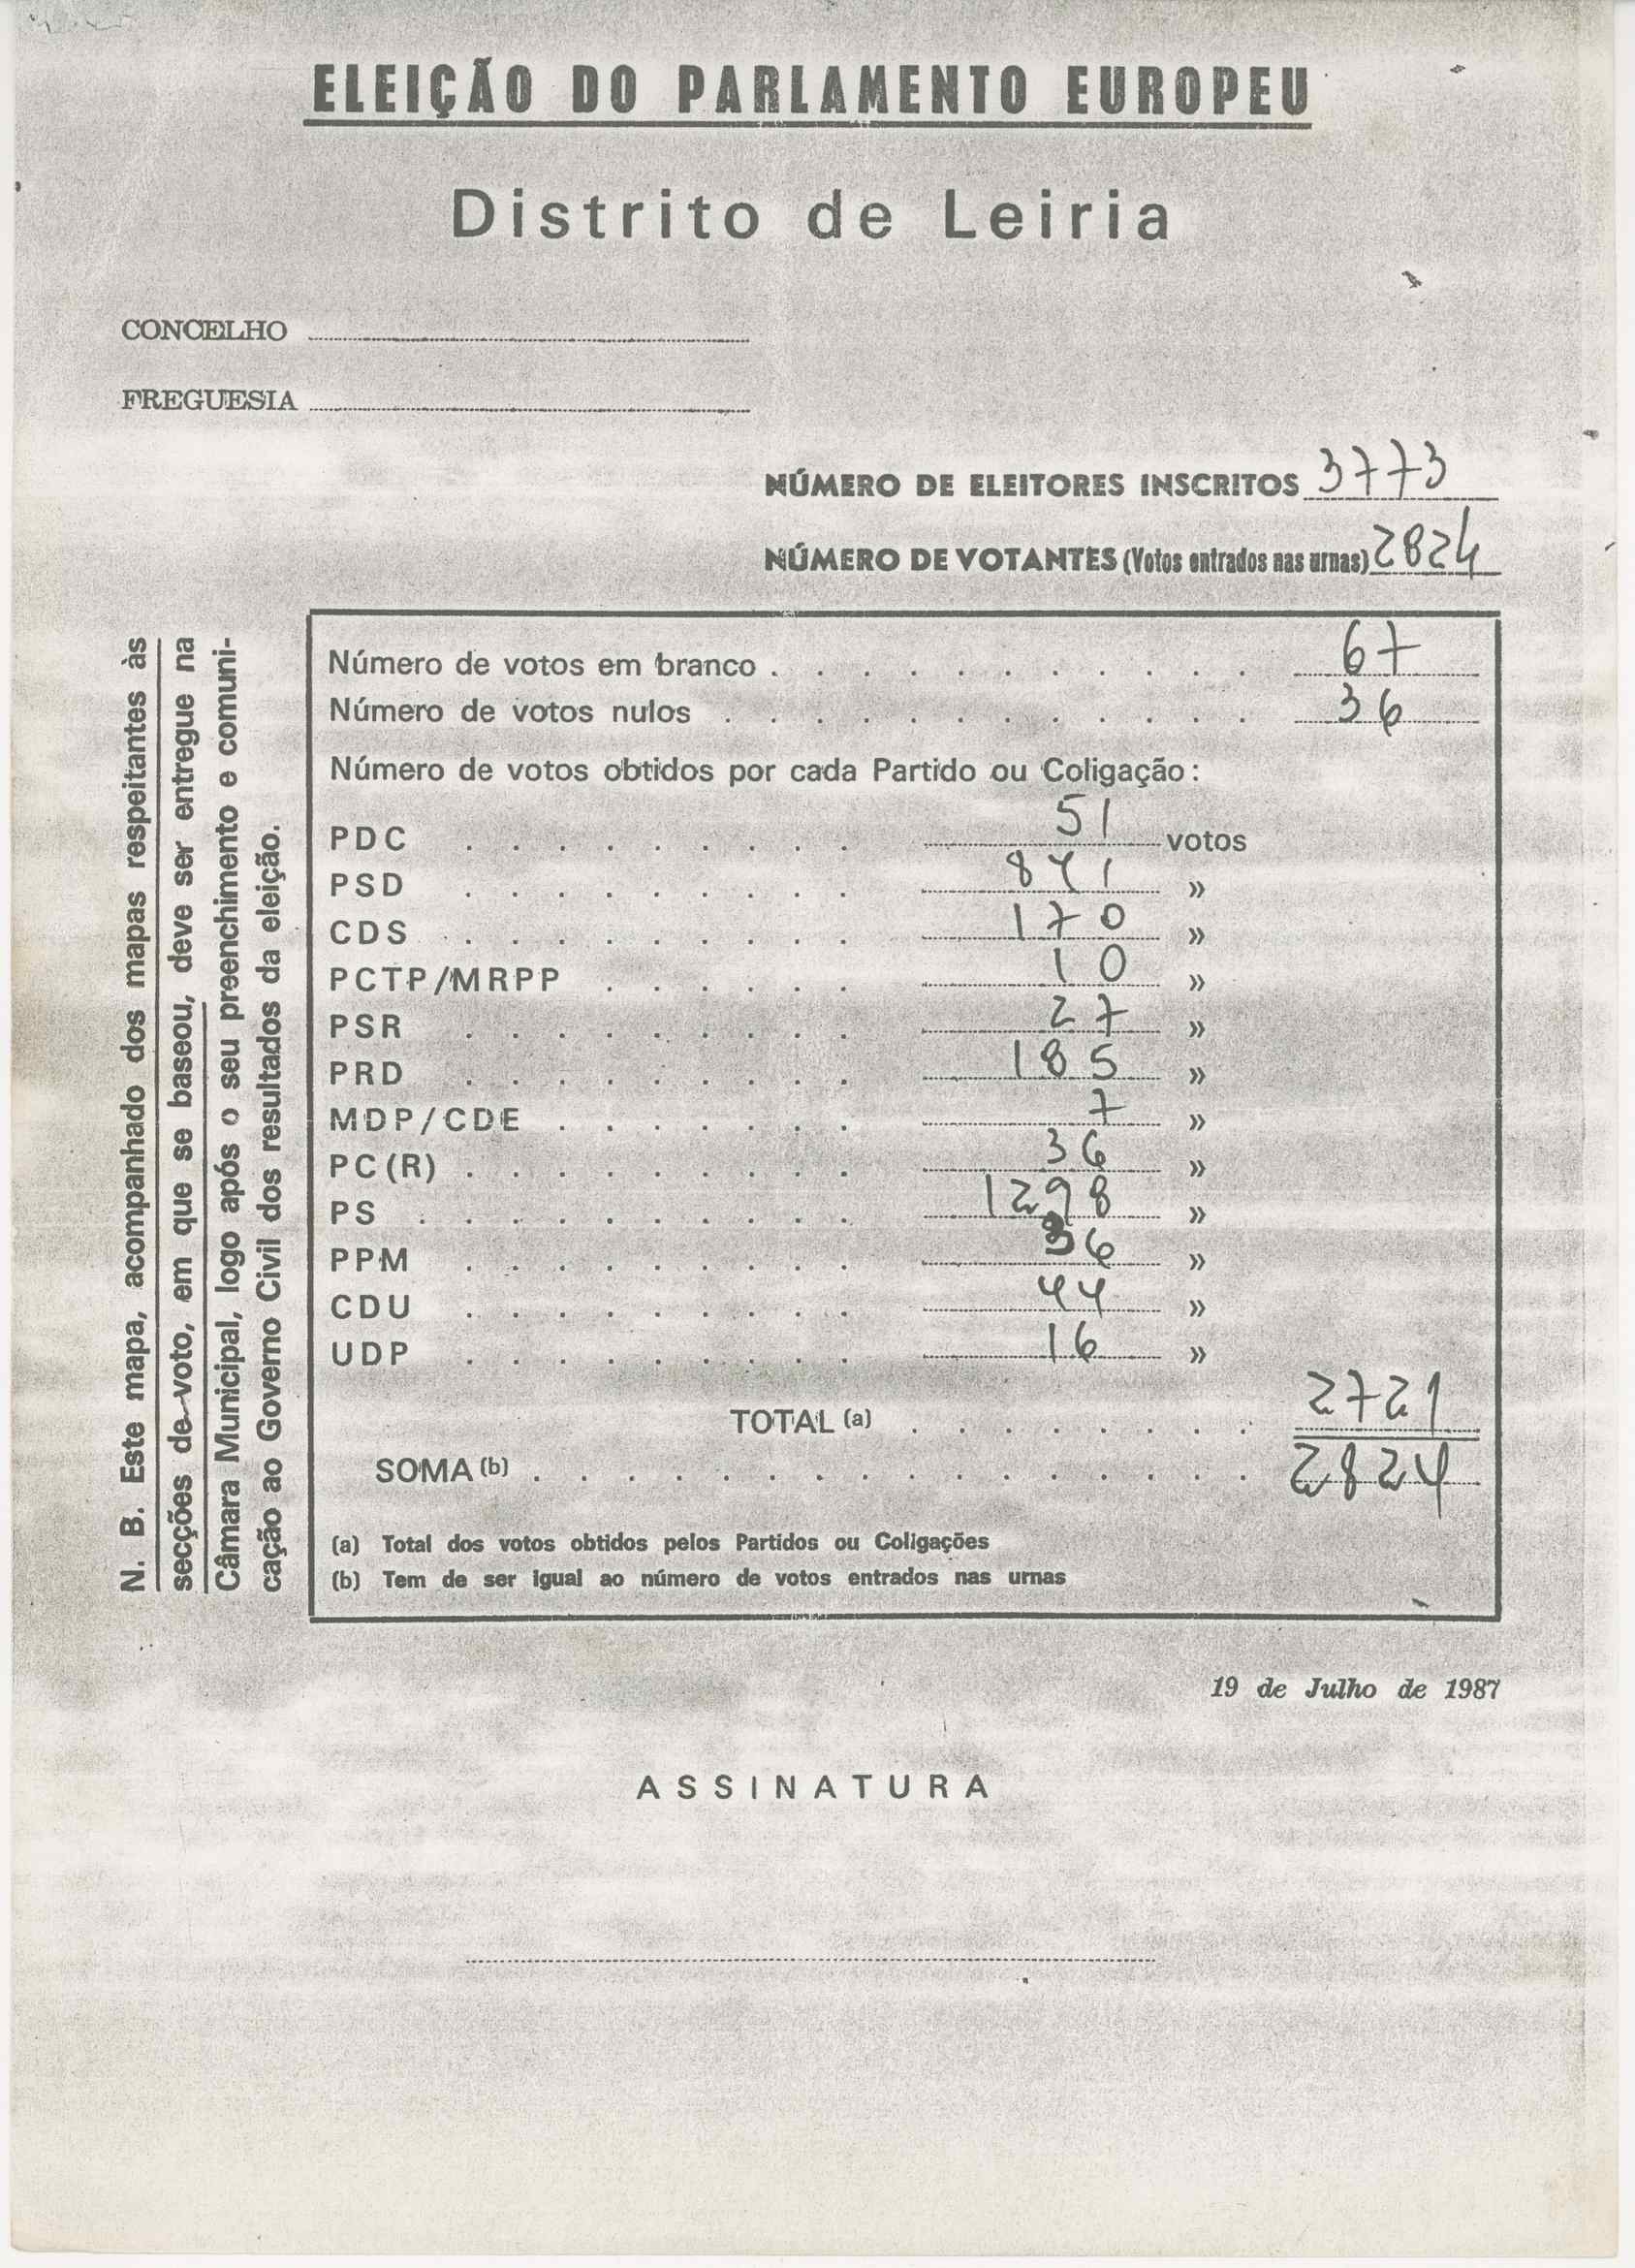 ELEIÇÃO DO PARLAMENTO EUROPEU
Distrito de Leiria
CONCELHO
FREGUESIA
NÚMERO DE ELEITORES INSCRITOS 3773
NÚMERO DE VOTANTES (Votos entrados nas urnas) 2824
N. B. Este mapa, acompanhado dos mapas respeitantes às
secções de voto, em que se baseou, deve ser entregue na
Câmara Municipal, logo após o seu preenchimento e comuni-
cação ao Governo Civil dos resultados da eleição.
Número de votos em branco . . . . . . . . . . . 67
Número de votos nulos . . . . . . . . . . . . 36
Número de votos obtidos por cada Partido ou Coligação:
PDC . . . . . . . . . 51 votos
PSD . . . . . . . . . 841 »
CDS . . . . . . . . . 170 »
PCTP/MRPP . . . . . . 10 »
PSR . . . . . . . . . 27 »
PRD . . . . . . . . . 185 »
MDP/CDE . . . . . . . 7 »
PC(R) . . . . . . . . . 36 »
PS . . . . . . . . . . 1298 »
PPM . . . . . . . . . 36 »
CDU . . . . . . . . . 44 »
UDP . . . . . . . . . 16 »
TOTAL (a) . . . . . . . . 2721
SOMA (b) . . . . . . . . . . . . . . . . 2824
(a) Total dos votos obtidos pelos Partidos ou Coligações
(b) Tem de ser igual ao número de votos entrados nas urnas
19 de Julho de 1987
ASSINATURA